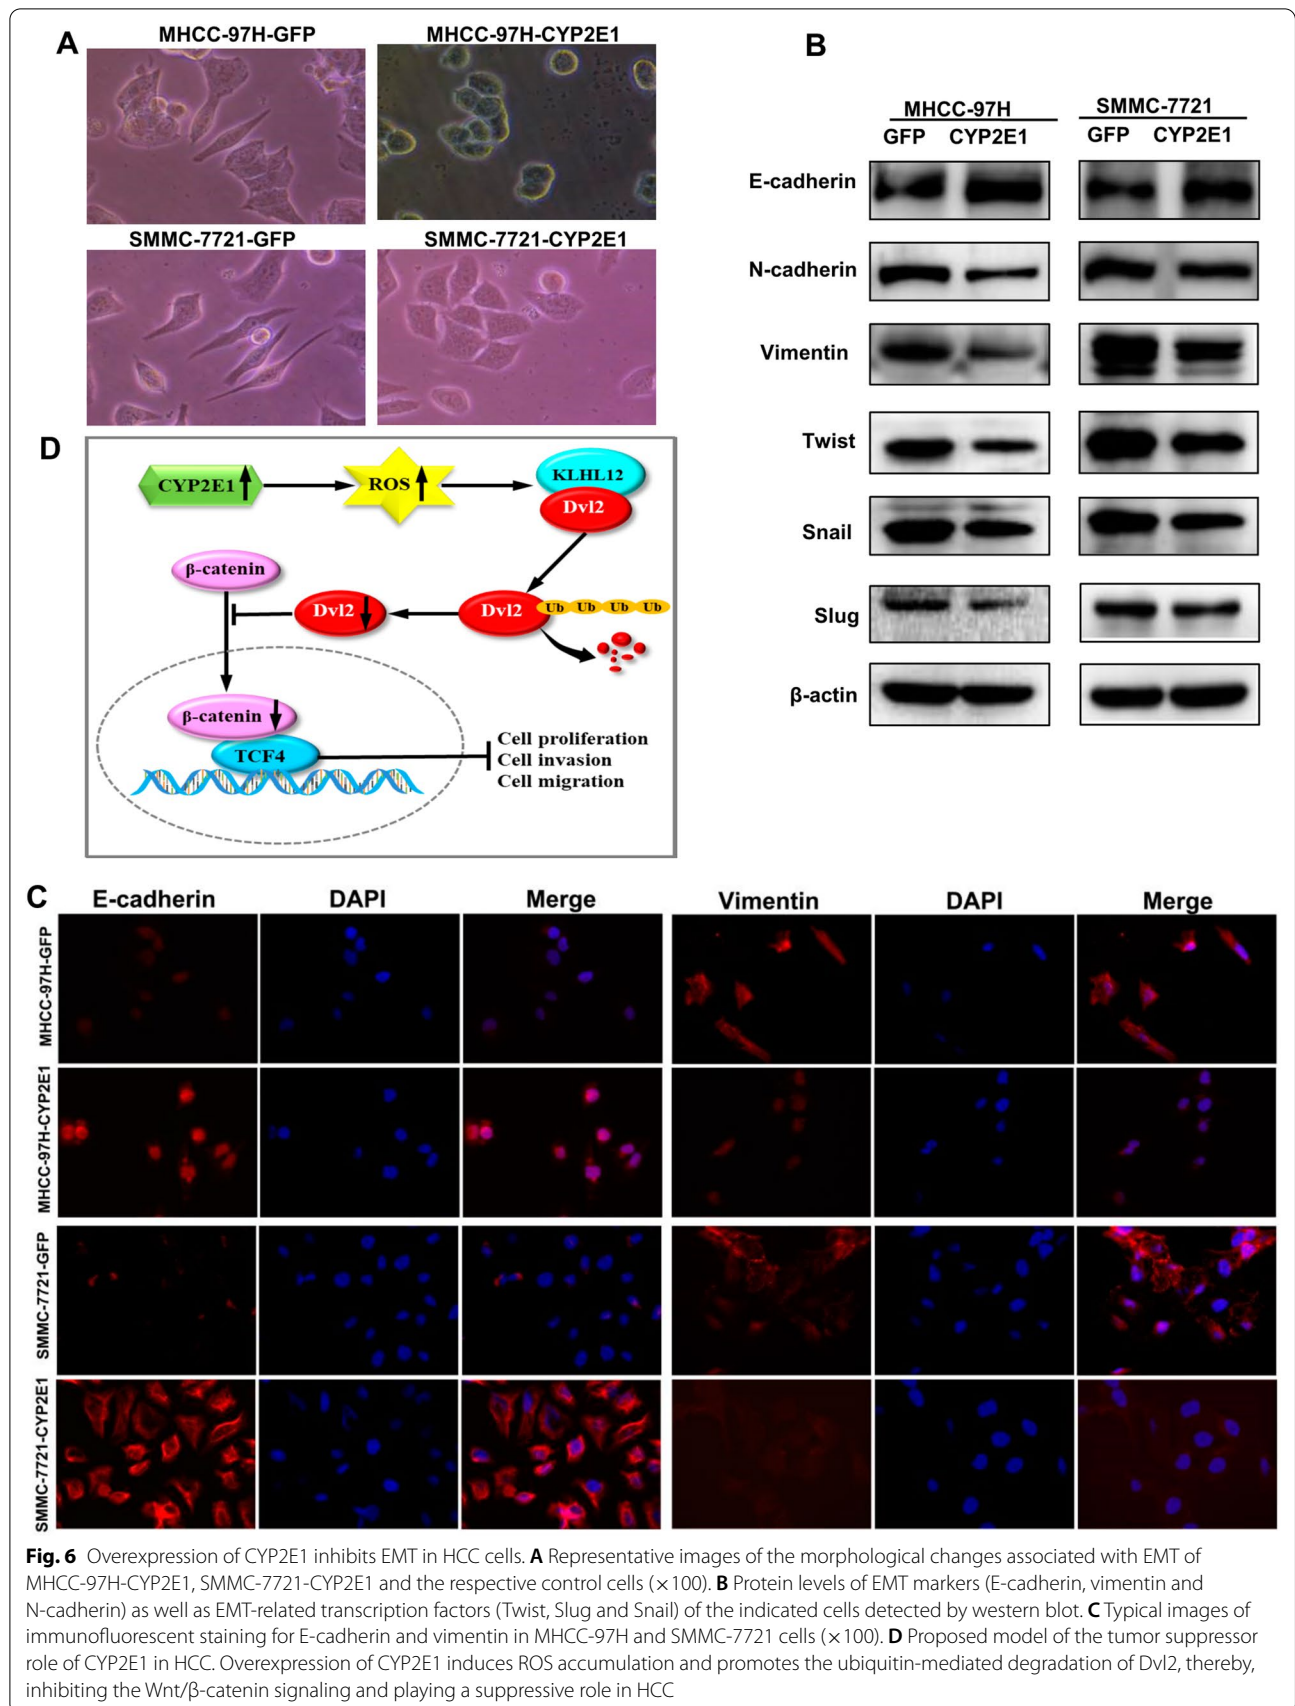 A
MHCC-97H-GFP
MHCC-97H-CYP2E1
SMMC-7721-GFP
SMMC-7721-CYP2E1
B
MHCC-97H
SMMC-7721
GFP
CYP2E1
GFP
CYP2E1
E-cadherin
N-cadherin
Vimentin
Twist
Snail
Slug
β-actin
D
CYP2E1
ROS
KLHL12
Dvl2
β-catenin
Dvl2
Dvl2
Ub Ub Ub Ub
β-catenin
TCF4
Cell proliferation
Cell invasion
Cell migration
C
E-cadherin
DAPI
Merge
Vimentin
DAPI
Merge
MHCC-97H-GFP
MHCC-97H-CYP2E1
SMMC-7721-GFP
SMMC-7721-CYP2E1
Fig. 6 Overexpression of CYP2E1 inhibits EMT in HCC cells. A Representative images of the morphological changes associated with EMT of
MHCC-97H-CYP2E1, SMMC-7721-CYP2E1 and the respective control cells (×100). B Protein levels of EMT markers (E-cadherin, vimentin and
N-cadherin) as well as EMT-related transcription factors (Twist, Slug and Snail) of the indicated cells detected by western blot. C Typical images of
immunofluorescent staining for E-cadherin and vimentin in MHCC-97H and SMMC-7721 cells (×100). D Proposed model of the tumor suppressor
role of CYP2E1 in HCC. Overexpression of CYP2E1 induces ROS accumulation and promotes the ubiquitin-mediated degradation of Dvl2, thereby,
inhibiting the Wnt/β-catenin signaling and playing a suppressive role in HCC